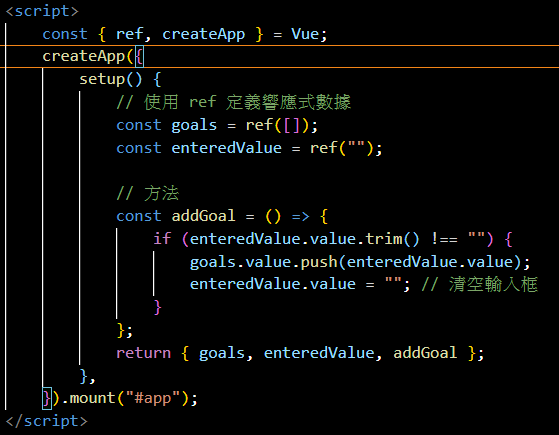 <script>
const { ref, createApp } = Vue;
createApp({
setup() {
// 使用 ref 定義響應式數據
const goals = ref([]);
const enteredValue = ref("");
// 方法
const addGoal = () => {
if (enteredValue.value.trim() !== "") {
goals.value.push(enteredValue.value);
enteredValue.value = ""; // 清空輸入框
}
};
return { goals, enteredValue, addGoal };
},
}).mount("#app");
</script>